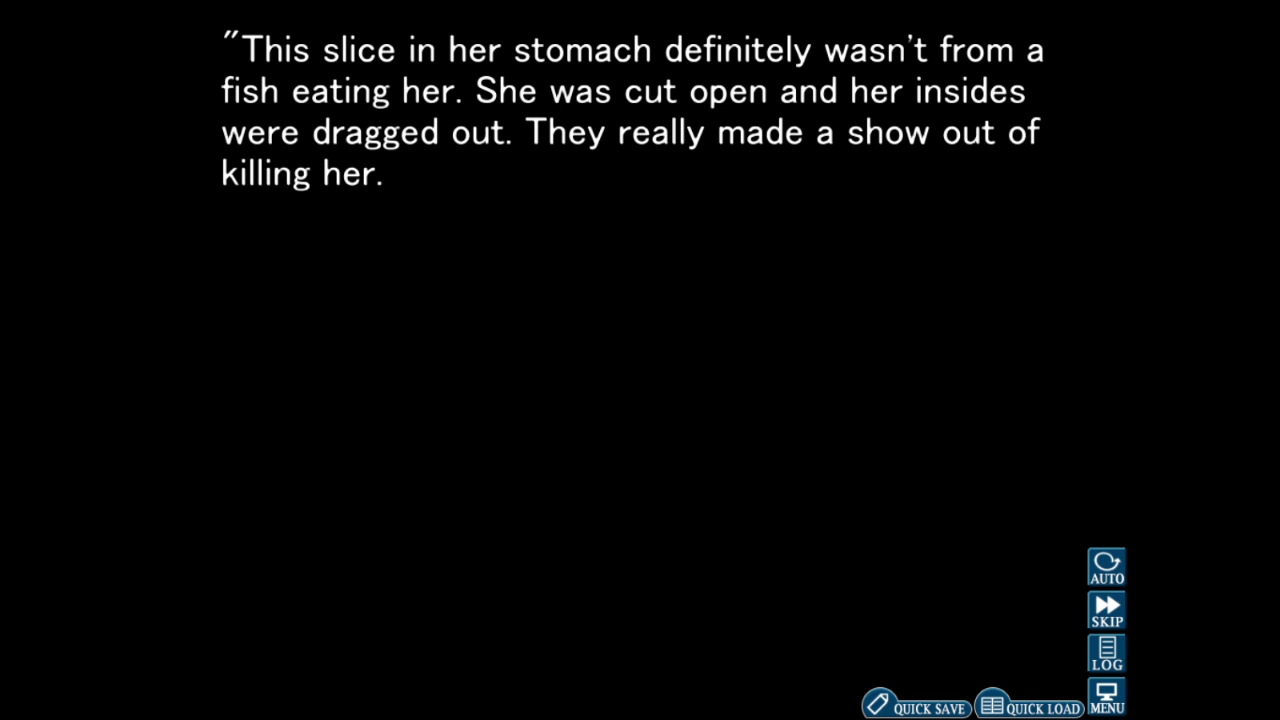 "This slice in her stomach definitely wasn't from a
fish eating her. She was cut open and her insides
were dragged out. They really made a show out of
killing her.
AUTO
SKIP
LOG
QUICK SAVE
QUICK LOAD
MENU